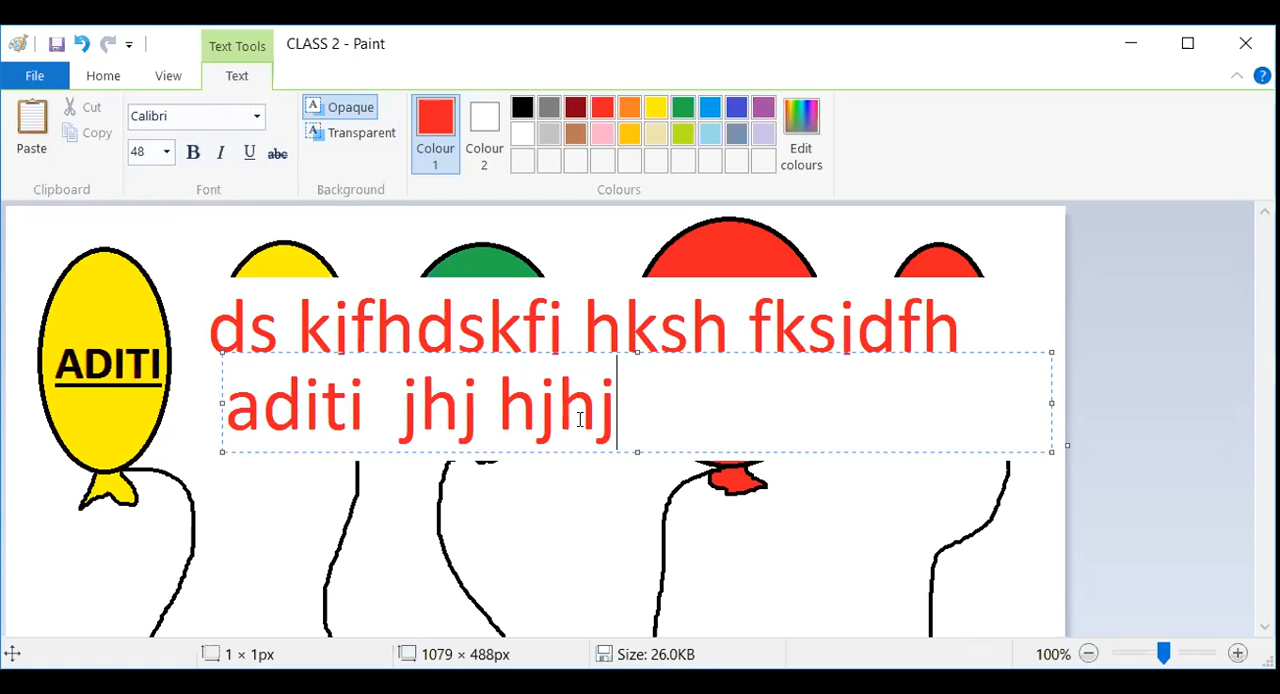 Text Tools
CLASS 2 - Paint
File
Home
View
Text
Paste
Cut
Copy
Clipboard
Calibri
48
B
I
U
abc
Font
A
Opaque
A
Transparent
Background
Colour
1
Colour
2
Edit
colours
Colours
ds kjfhdskfj hksh fksjdfh
ADITI
aditi jhj hjhj
1 × 1px
1079 × 488px
Size: 26.0KB
100%